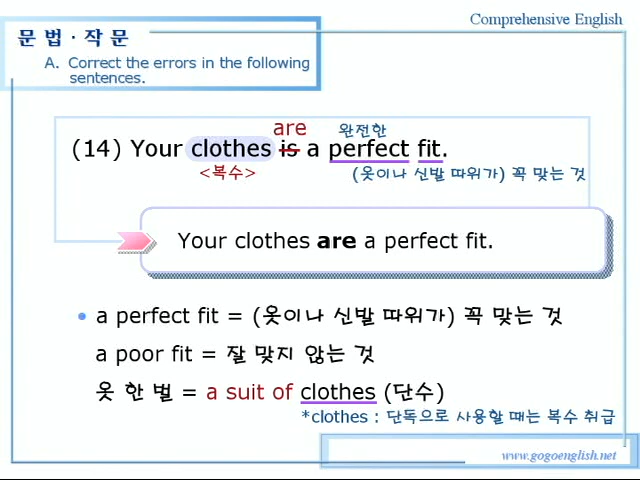 Comprehensive English
문법·작문
A. Correct the errors in the following
sentences.
are 완전한
(14) Your clothes is a perfect fit.
<복수> (옷이나 신발 따위가) 꼭 맞는 것
Your clothes are a perfect fit.
• a perfect fit = (옷이나 신발 따위가) 꼭 맞는 것
a poor fit = 잘 맞지 않는 것
옷 한 벌 = a suit of clothes (단수)
*clothes : 단독으로 사용할 때는 복수 취급
www.gogoenglish.net